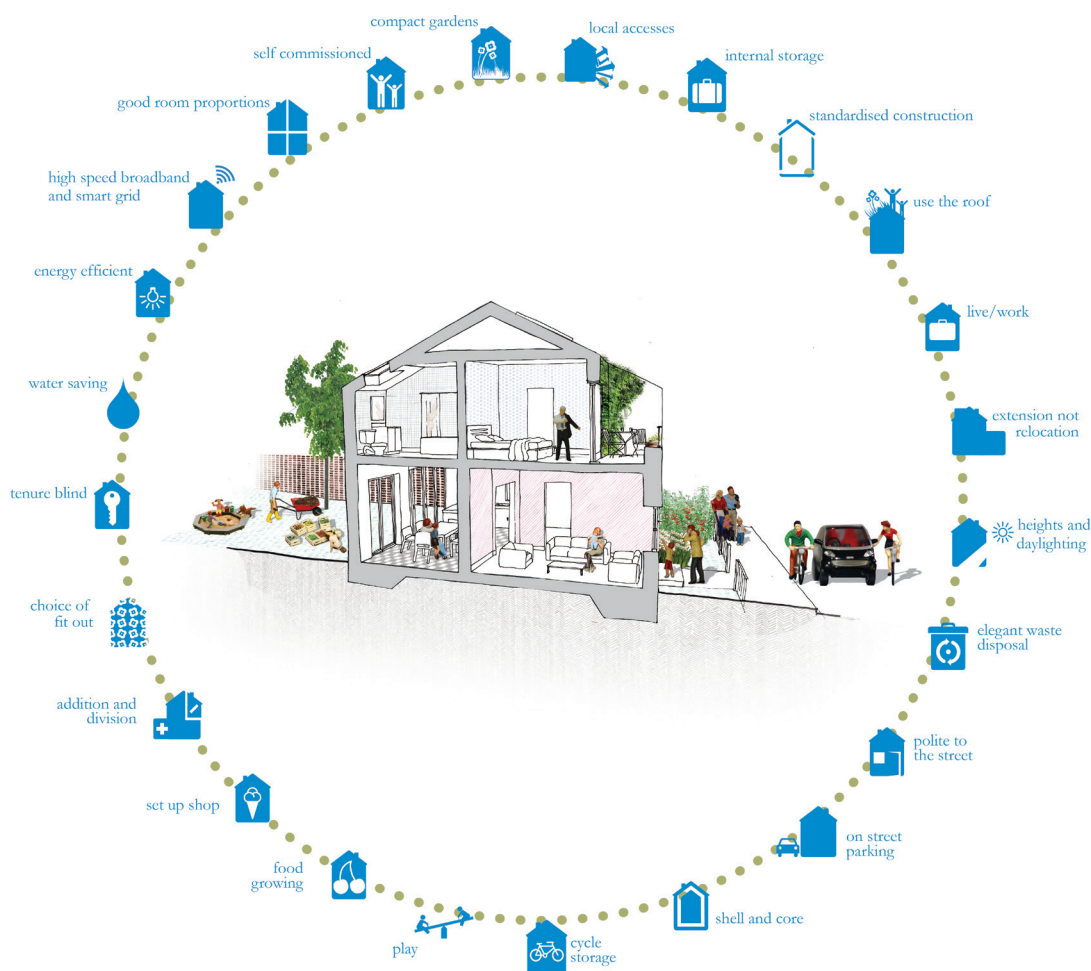 compact gardens
local accesses
internal storage
standardised construction
use the roof
live/work
extension not
relocation
heights and
daylighting
elegant waste
disposal
polite to
the street
on street
parking
shell and core
cycle
storage
play
food
growing
set up shop
addition and
division
choice of
fit out
tenure blind
water saving
energy efficient
high speed broadband
and smart grid
good room proportions
self commissioned